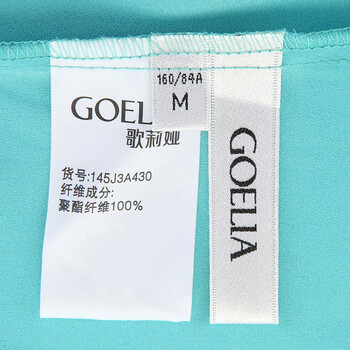 160/84A
M
GOELI
歌莉娅
货号:145J3A430
纤维成分:
聚酯纤维100%
GOELIA